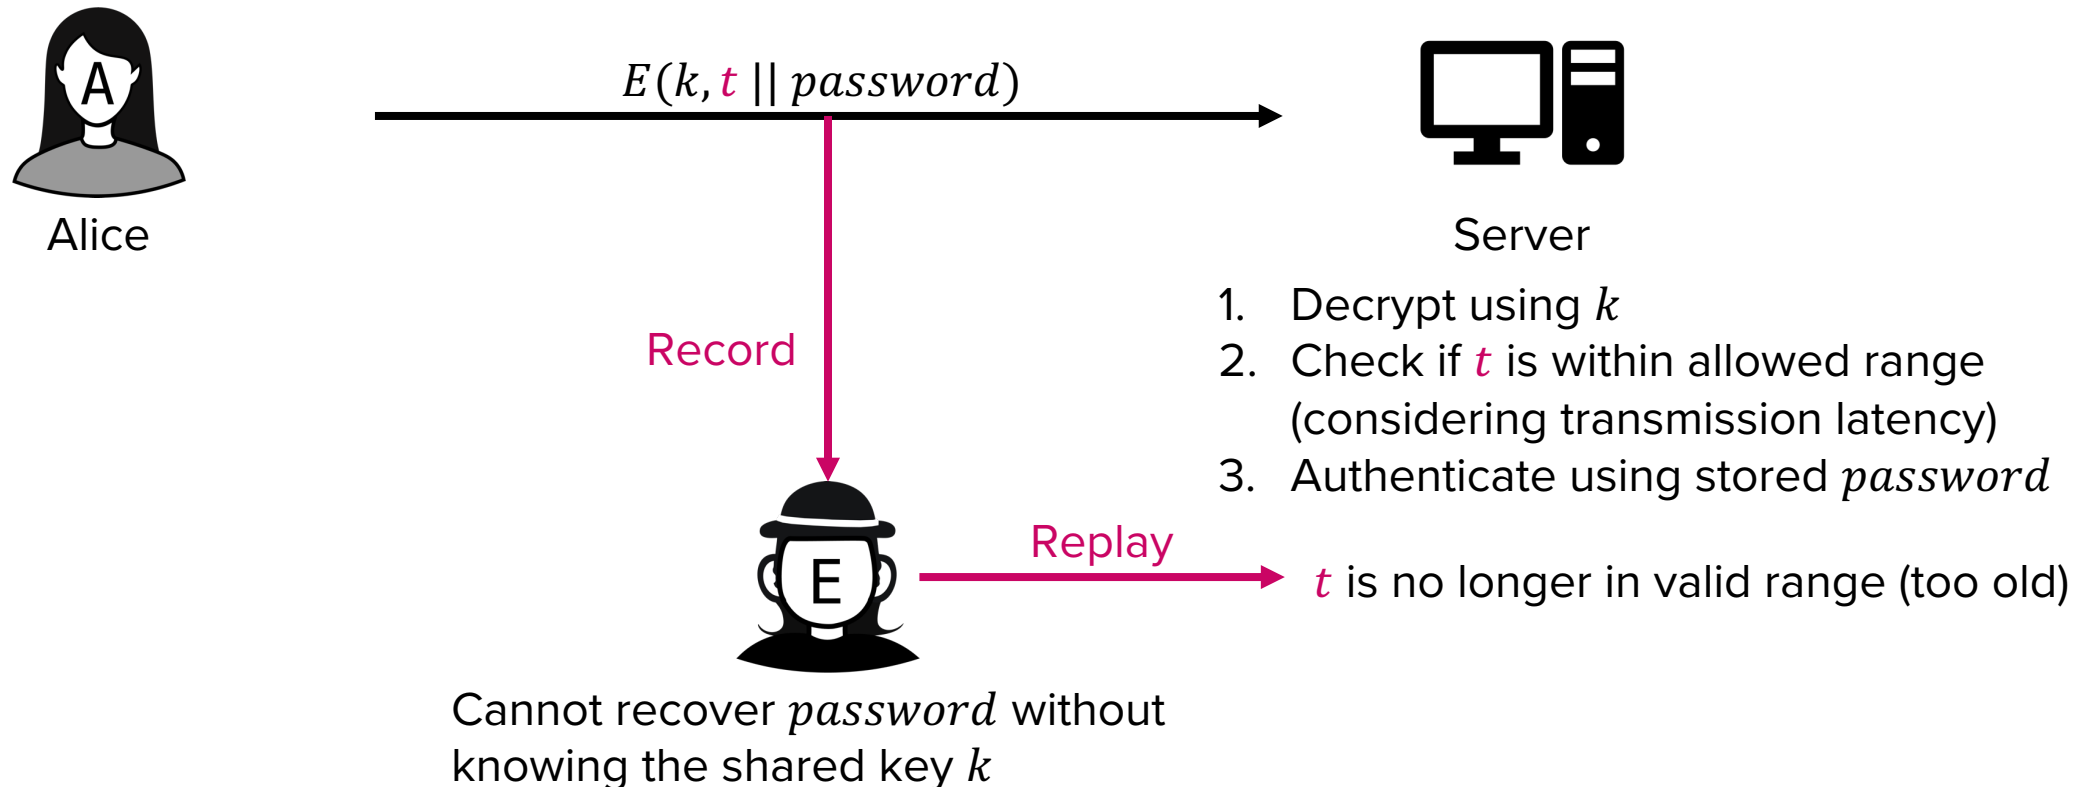 A
E(k, t || password)
Alice
Server
1. Decrypt using k
2. Check if t is within allowed range
(considering transmission latency)
3. Authenticate using stored password
Record
Replay
E
t is no longer in valid range (too old)
Cannot recover password without
knowing the shared key k